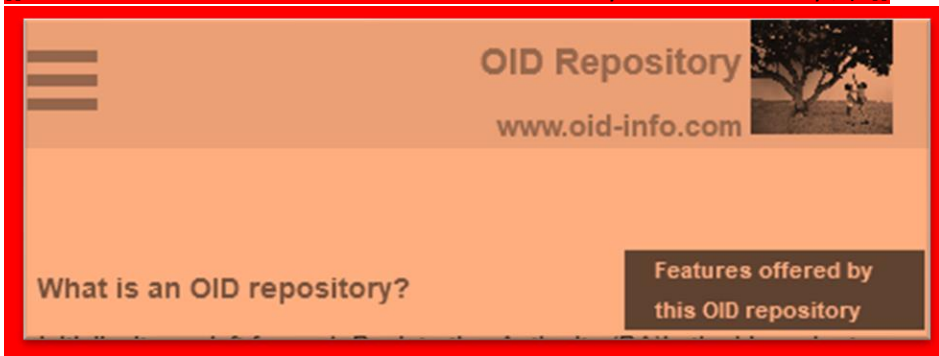 OID Repository
www.oid-info.com
What is an OID repository?
Features offered by
this OID repository